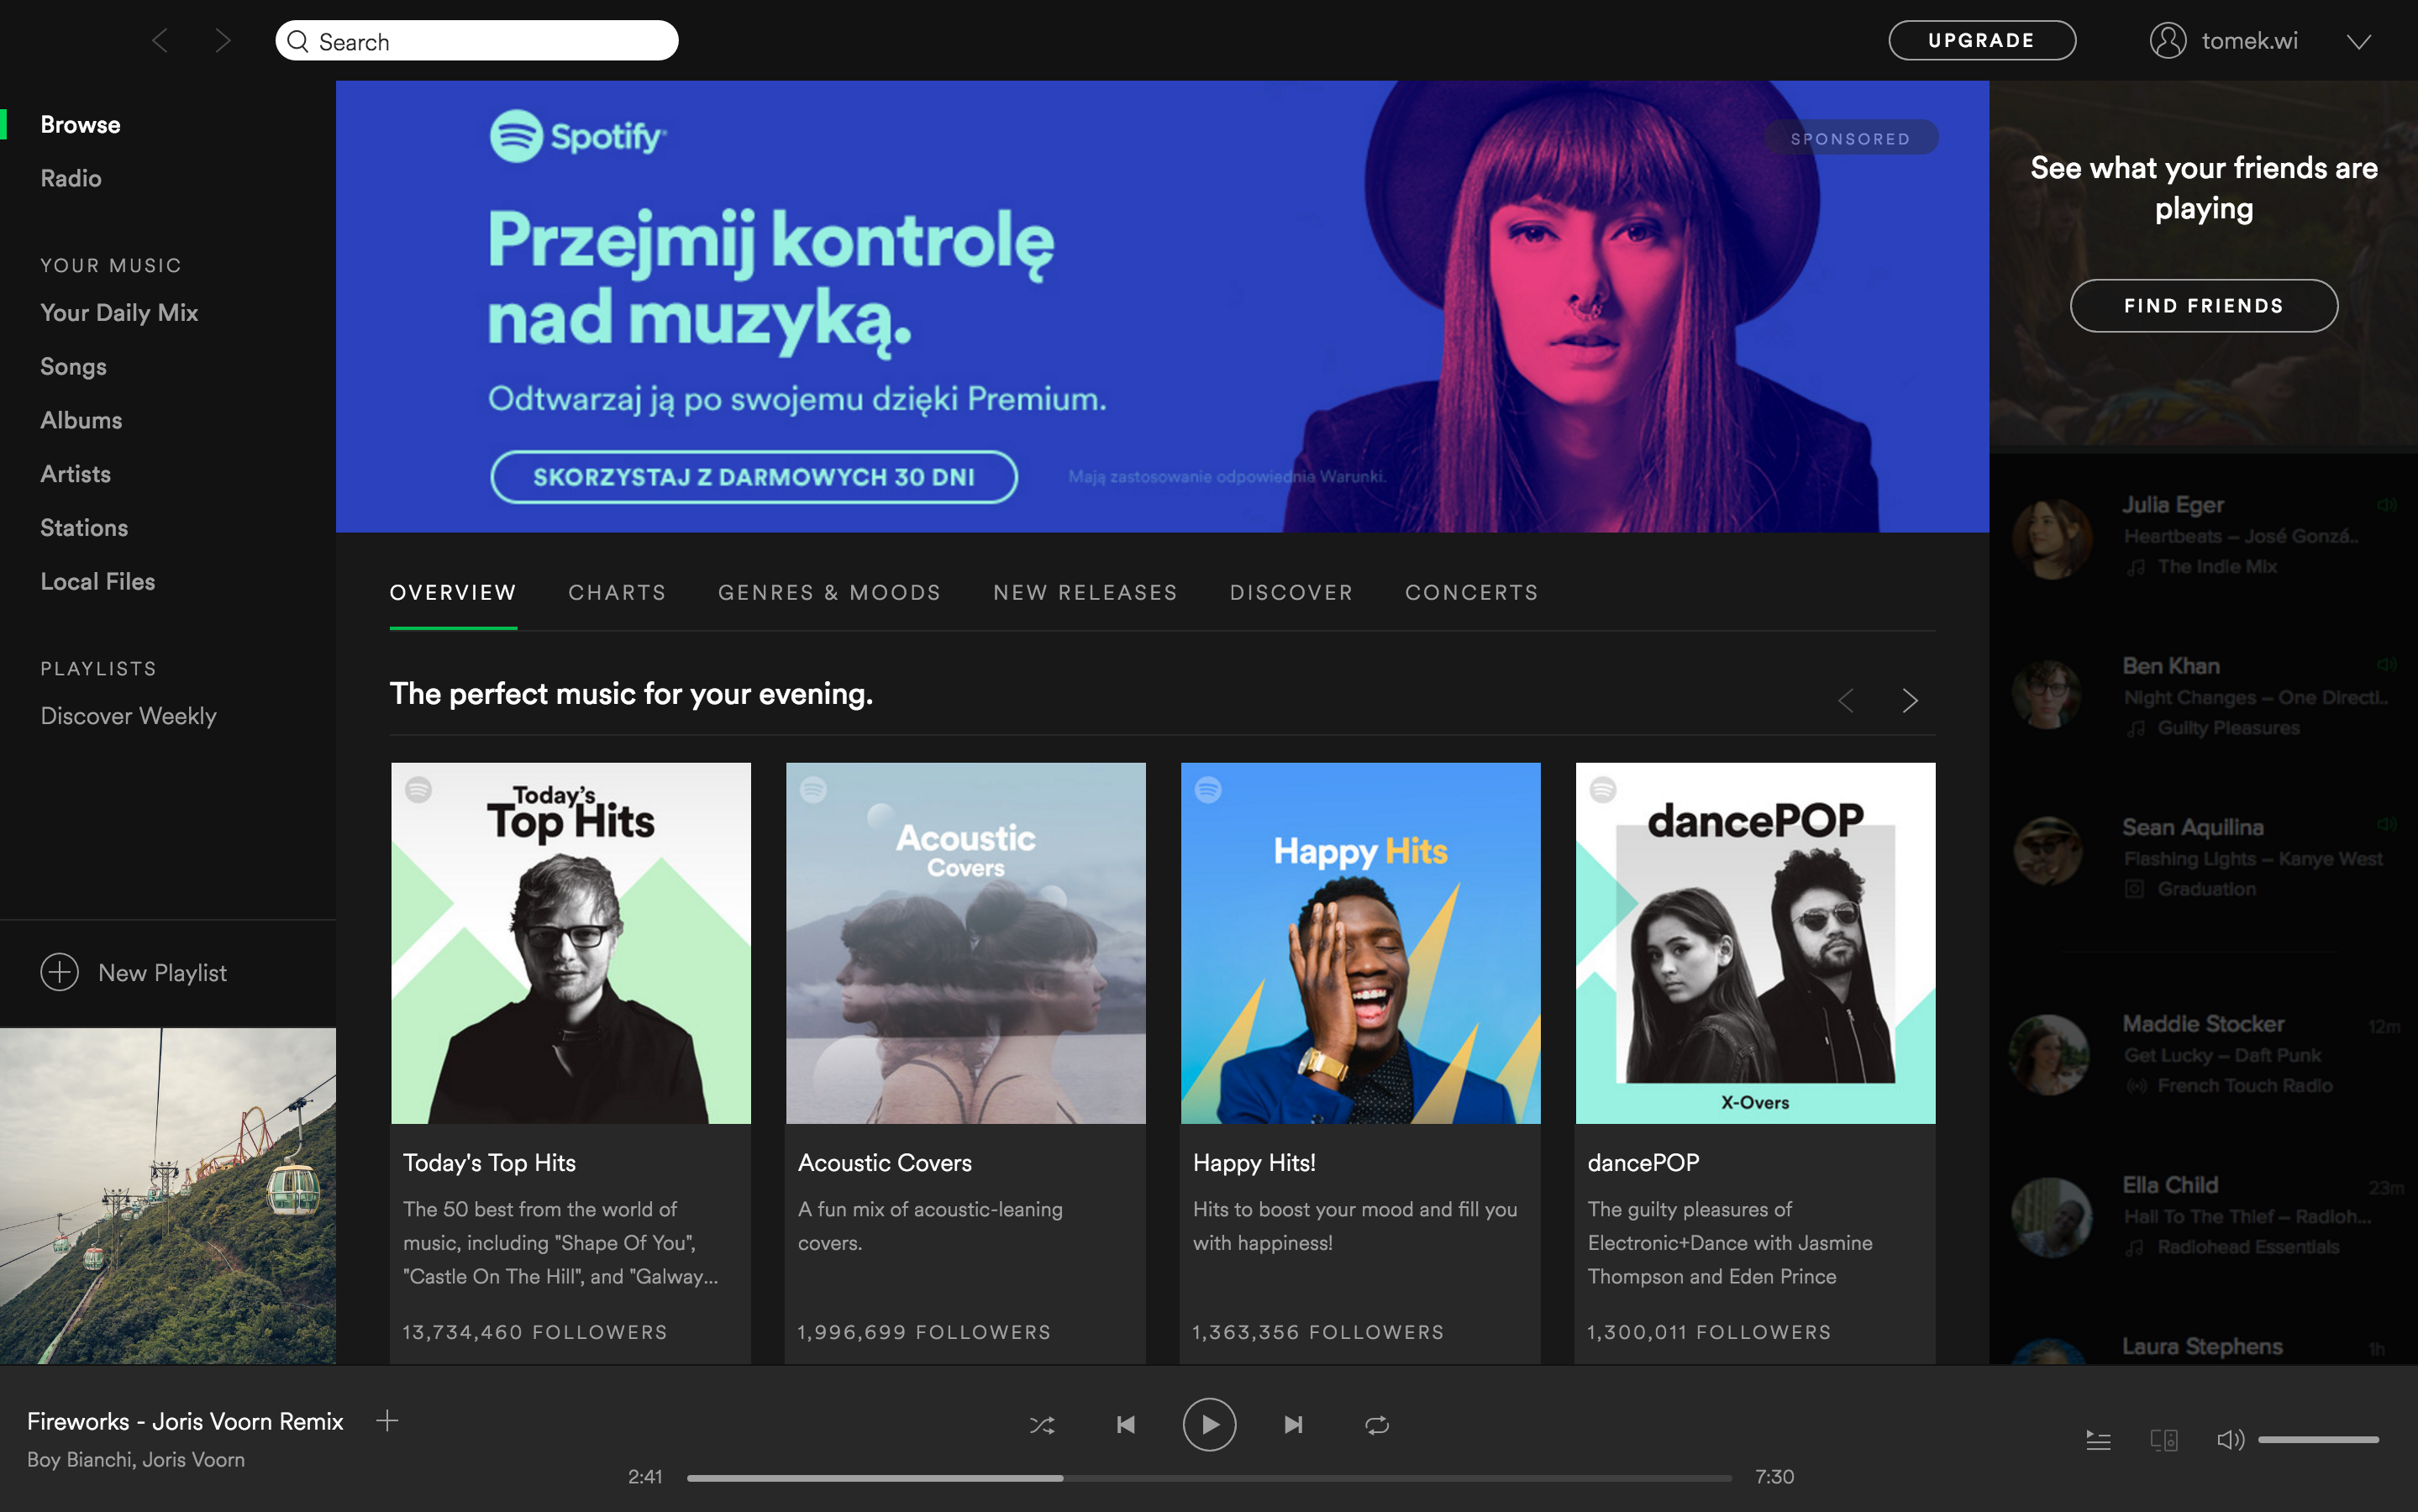 Search
UPGRADE
tomek.wi
Browse
Radio
YOUR MUSIC
Your Daily Mix
Songs
Albums
Artists
Stations
Local Files
PLAYLISTS
Discover Weekly
New Playlist
Spotify
SPONSORED
Przejmij kontrolę
nad muzyką.
Odtwarzaj ją po swojemu dzięki Premium.
SKORZYSTAJ Z DARMOWYCH 30 DNI
Mają zastosowanie odpowiednie Warunki.
OVERVIEW CHARTS GENRES & MOODS NEW RELEASES DISCOVER CONCERTS
The perfect music for your evening.
Today's
Top Hits
Today's Top Hits
The 50 best from the world of
music, including "Shape Of You",
"Castle On The Hill", and "Galway...
13,734,460 FOLLOWERS
Acoustic
Covers
Acoustic Covers
A fun mix of acoustic-leaning
covers.
1,996,699 FOLLOWERS
Happy Hits
Happy Hits!
Hits to boost your mood and fill you
with happiness!
1,363,356 FOLLOWERS
dancePOP
X-Overs
dancePOP
The guilty pleasures of
Electronic+Dance with Jasmine
Thompson and Eden Prince
1,300,011 FOLLOWERS
See what your friends are
playing
FIND FRIENDS
Julia Eger
Heartbeats – José Gonzá..
The Indie Mix
Ben Khan
Night Changes – One Directi..
Guilty Pleasures
Sean Aquilina
Flashing Lights – Kanye West
Graduation
Maddie Stocker 12m
Get Lucky – Daft Punk
French Touch Radio
Ella Child 23m
Hail To The Thief – Radioh...
Radiohead Essentials
Laura Stephens 1h
Fireworks - Joris Voorn Remix
Boy Bianchi, Joris Voorn
2:41
7:30